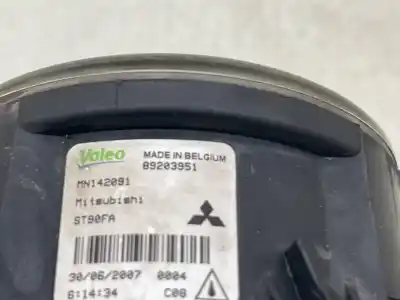 Valeo
MADE IN BELGIUM
89203951
MN142091
Mitsubishi
ST90FA
30/06/2007 0004
6:14:34 C08